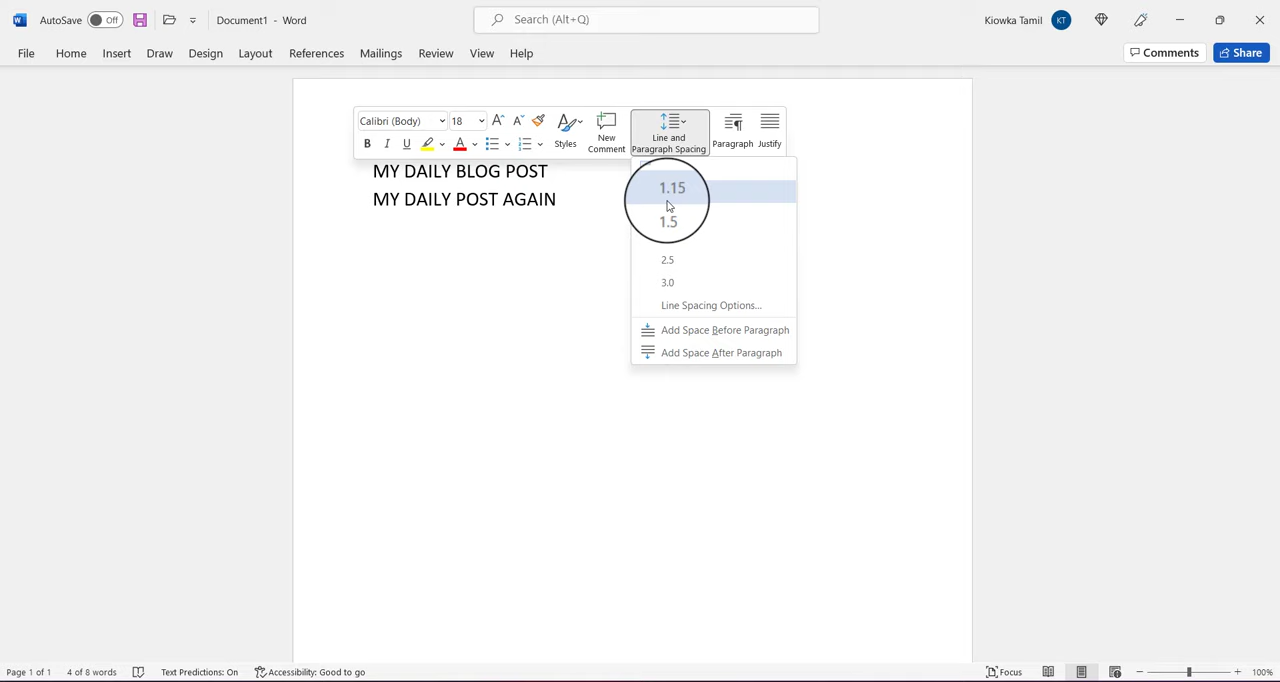 AutoSave Off Document1 - Word Search (Alt+Q) Kiowka Tamil KT
File Home Insert Draw Design Layout References Mailings Review View Help Comments Share
Calibri (Body) 18 A A A Styles New Comment Line and Paragraph Spacing Paragraph Justify
B I U A
MY DAILY BLOG POST
MY DAILY POST AGAIN
1.15
1.5
2.5
3.0
Line Spacing Options...
Add Space Before Paragraph
Add Space After Paragraph
Page 1 of 1 4 of 8 words Text Predictions: On Accessibility: Good to go Focus 100%